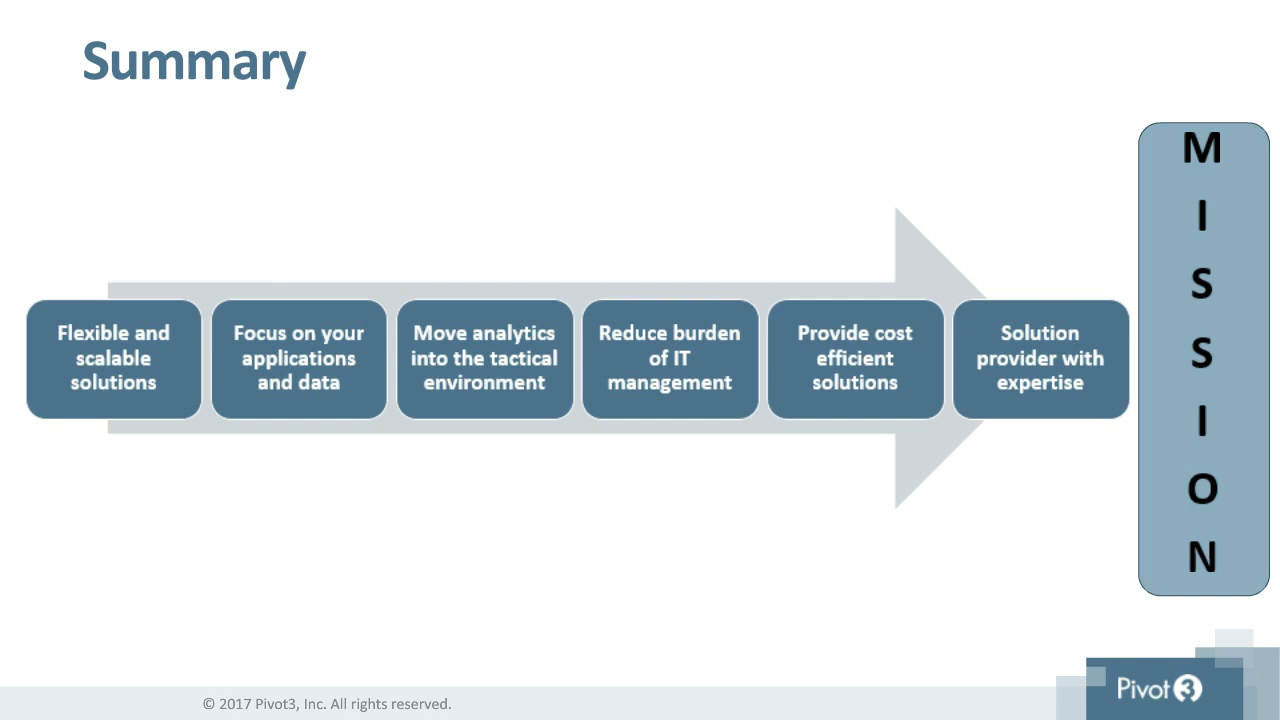 Summary
Flexible and
scalable
solutions
Focus on your
applications
and data
Move analytics
into the tactical
environment
Reduce burden
of IT
management
Provide cost
efficient
solutions
Solution
provider with
expertise
M
I
S
S
I
O
N
© 2017 Pivot3, Inc. All rights reserved.
Pivot3